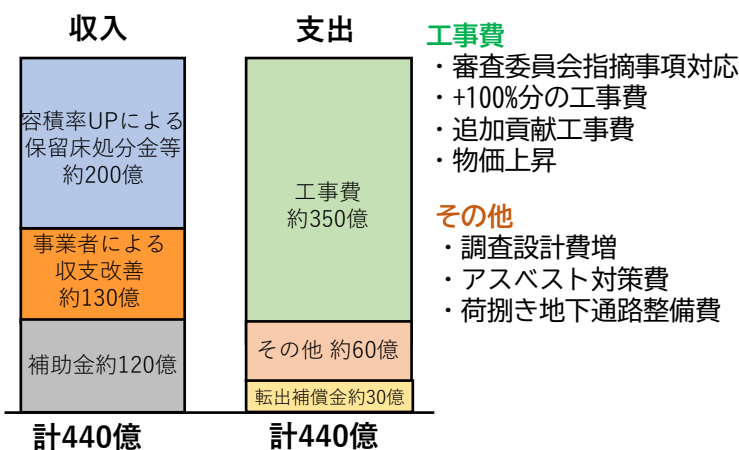 収入
容積率UPによる
保留床処分金等
約200億
事業者による
収支改善
約130億
補助金約120億
計440億
支出
工事費
約350億
その他 約60億
転出補償金約30億
計440億
工事費
・審査委員会指摘事項対応
・+100%分の工事費
・追加貢献工事費
・物価上昇
その他
・調査設計費増
・アスベスト対策費
・荷捌き地下通路整備費